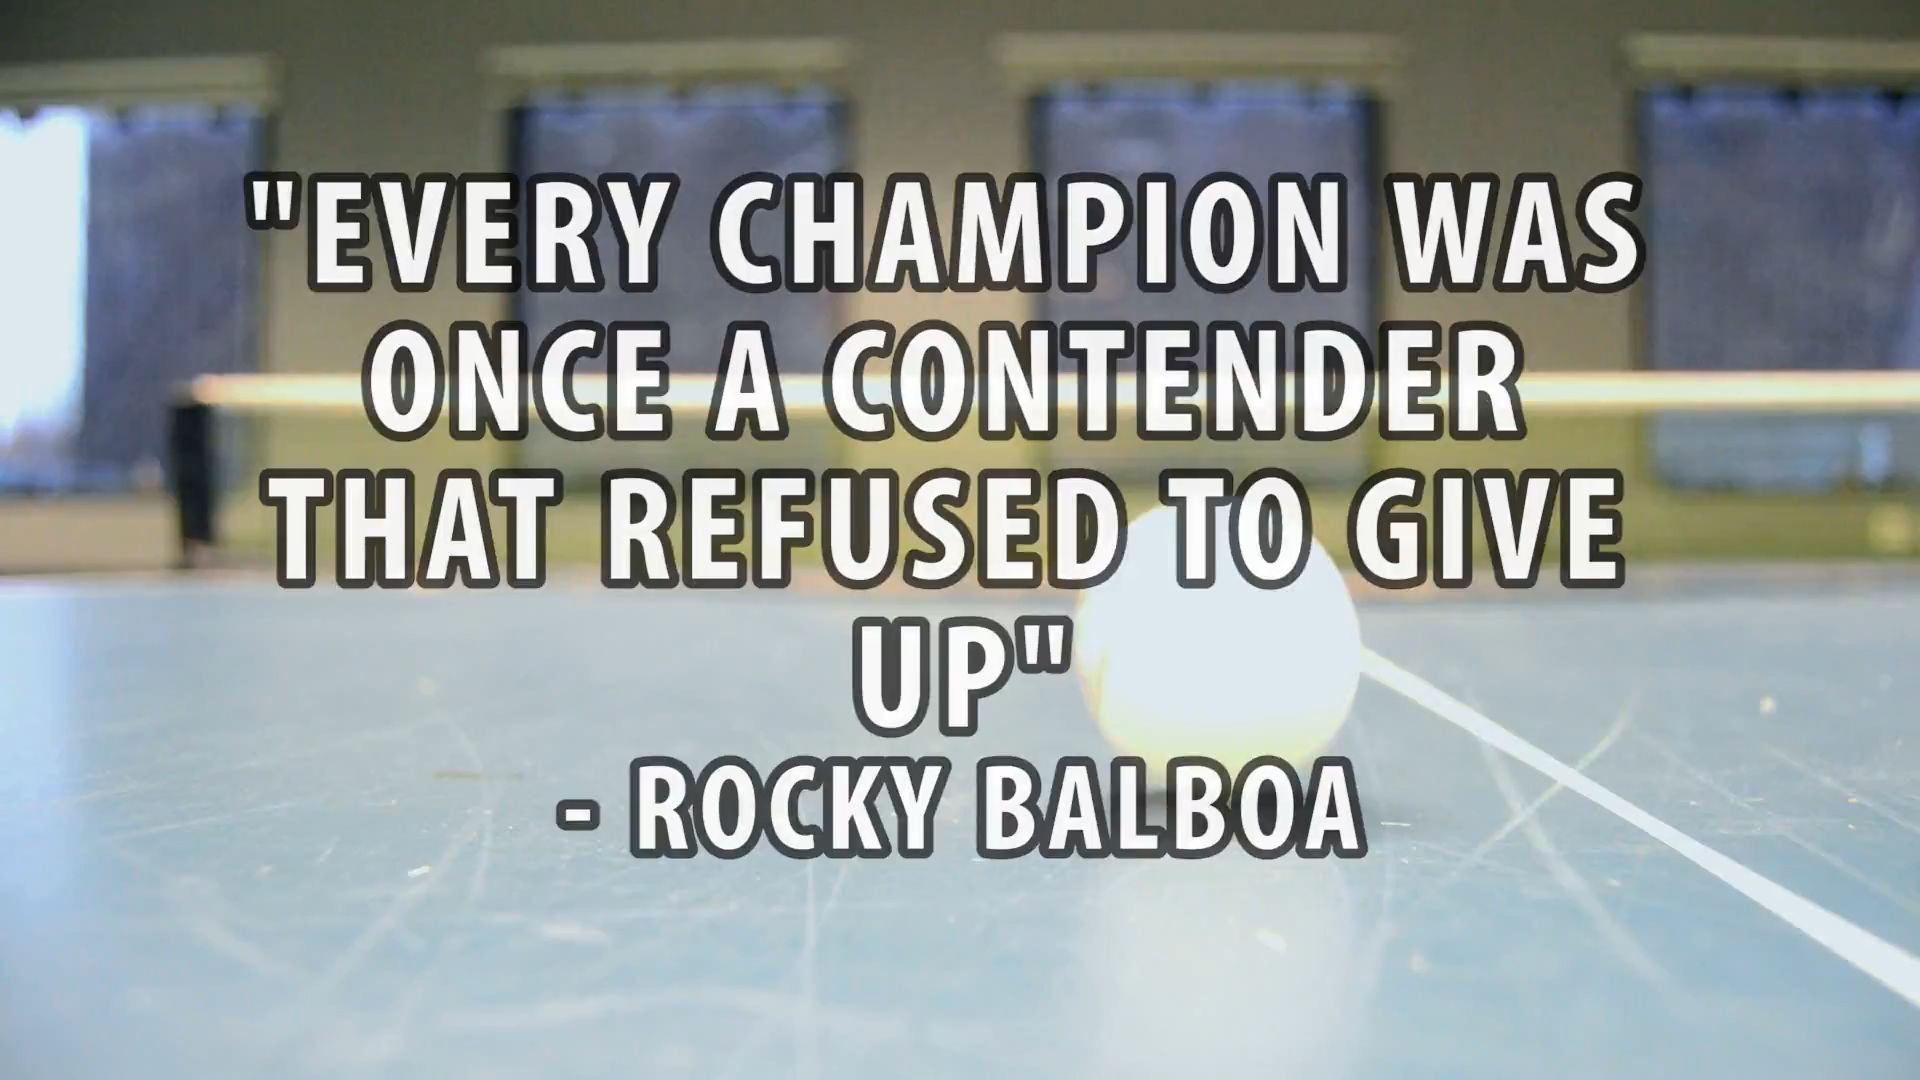 "EVERY CHAMPION WAS
ONCE A CONTENDER
THAT REFUSED TO GIVE
UP"
- ROCKY BALBOA